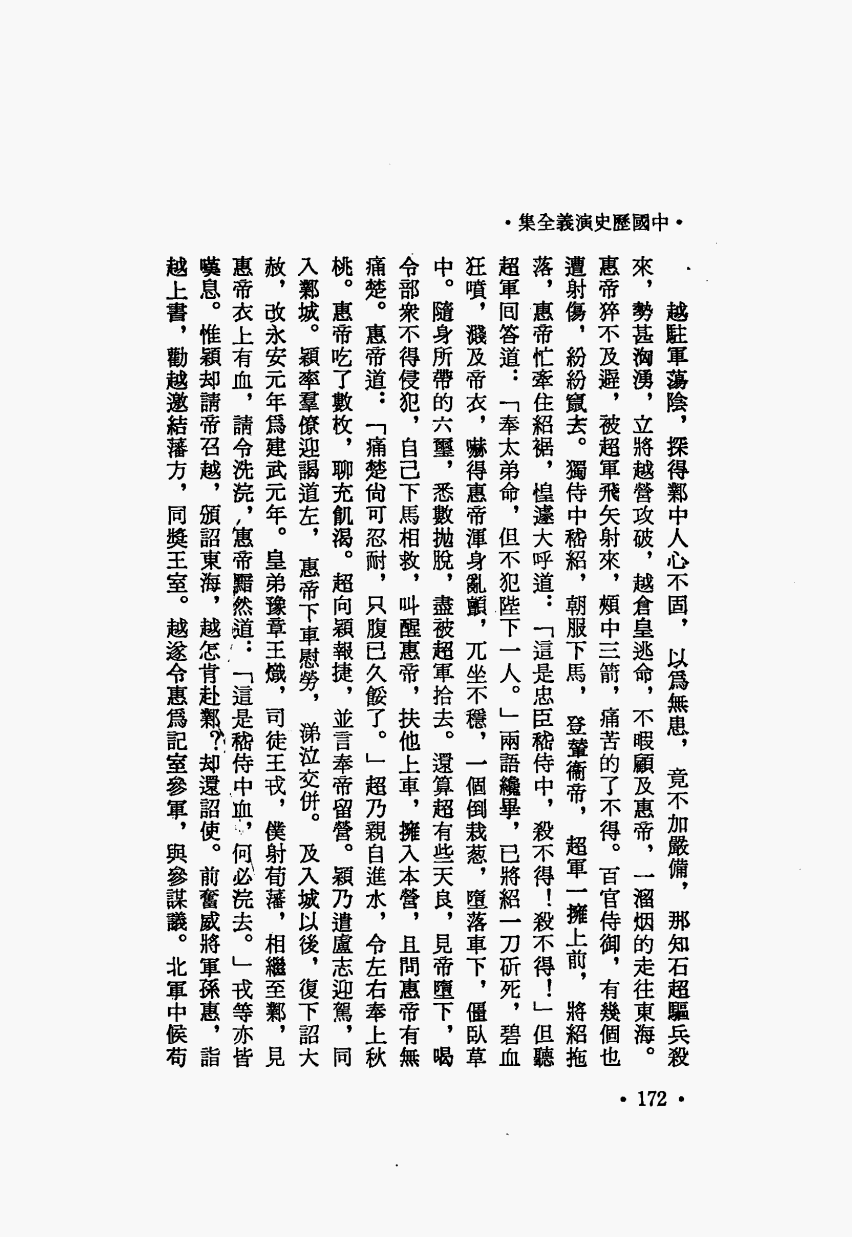 •中國歷史演義全集•
越駐軍蕩陰，探得鄴中人心不固，以爲無患，竟不加嚴備，那知石超驅兵殺
來，勢甚洶湧，立將越營攻破，越倉皇逃命，不暇顧及惠帝，一溜烟的走往東海。
惠帝猝不及避，被超軍飛矢射來，頰中三箭，痛苦的了不得。百官侍御，有幾個也
遭射傷，紛紛竄去。獨侍中嵇紹，朝服下馬，登輦衞帝，超軍一擁上前，將紹拖
落，惠帝忙牽住紹裾，惶遽大呼道：「這是忠臣嵇侍中，殺不得！殺不得！」但聽
超軍回答道：「奉太弟命，但不犯陛下一人。」兩語纔畢，已將紹一刀斫死，碧血
狂噴，濺及帝衣，嚇得惠帝渾身亂顫，兀坐不穩，一個倒栽葱，墮落車下，僵臥草
中。隨身所帶的六璽，悉數拋脫，盡被超軍拾去。還算超有些天良，見帝墮下，喝
令部衆不得侵犯，自己下馬相救，叫醒惠帝，扶他上車，擁入本營，且問惠帝有無
痛楚。惠帝道：「痛楚尙可忍耐，只腹已久餒了。」超乃親自進水，令左右奉上秋
桃。惠帝吃了數枚，聊充飢渴。超向穎報捷，並言奉帝留營。穎乃遣盧志迎駕，同
入鄴城。穎率羣僚迎謁道左，惠帝下車慰勞，涕泣交併。及入城以後，復下詔大
赦，改永安元年爲建武元年。皇弟豫章王熾，司徒王戎，僕射荀藩，相繼至鄴，見
惠帝衣上有血，請令洗浣，惠帝黯然道：「這是嵇侍中血，何必浣去。」戎等亦皆
嘆息。惟穎却請帝召越，頒詔東海，越怎肯赴鄴？却還詔使。前奮威將軍孫惠，詣
越上書，勸越邀結藩方，同獎王室。越遂令惠爲記室參軍，與參謀議。北軍中候苟
•172•